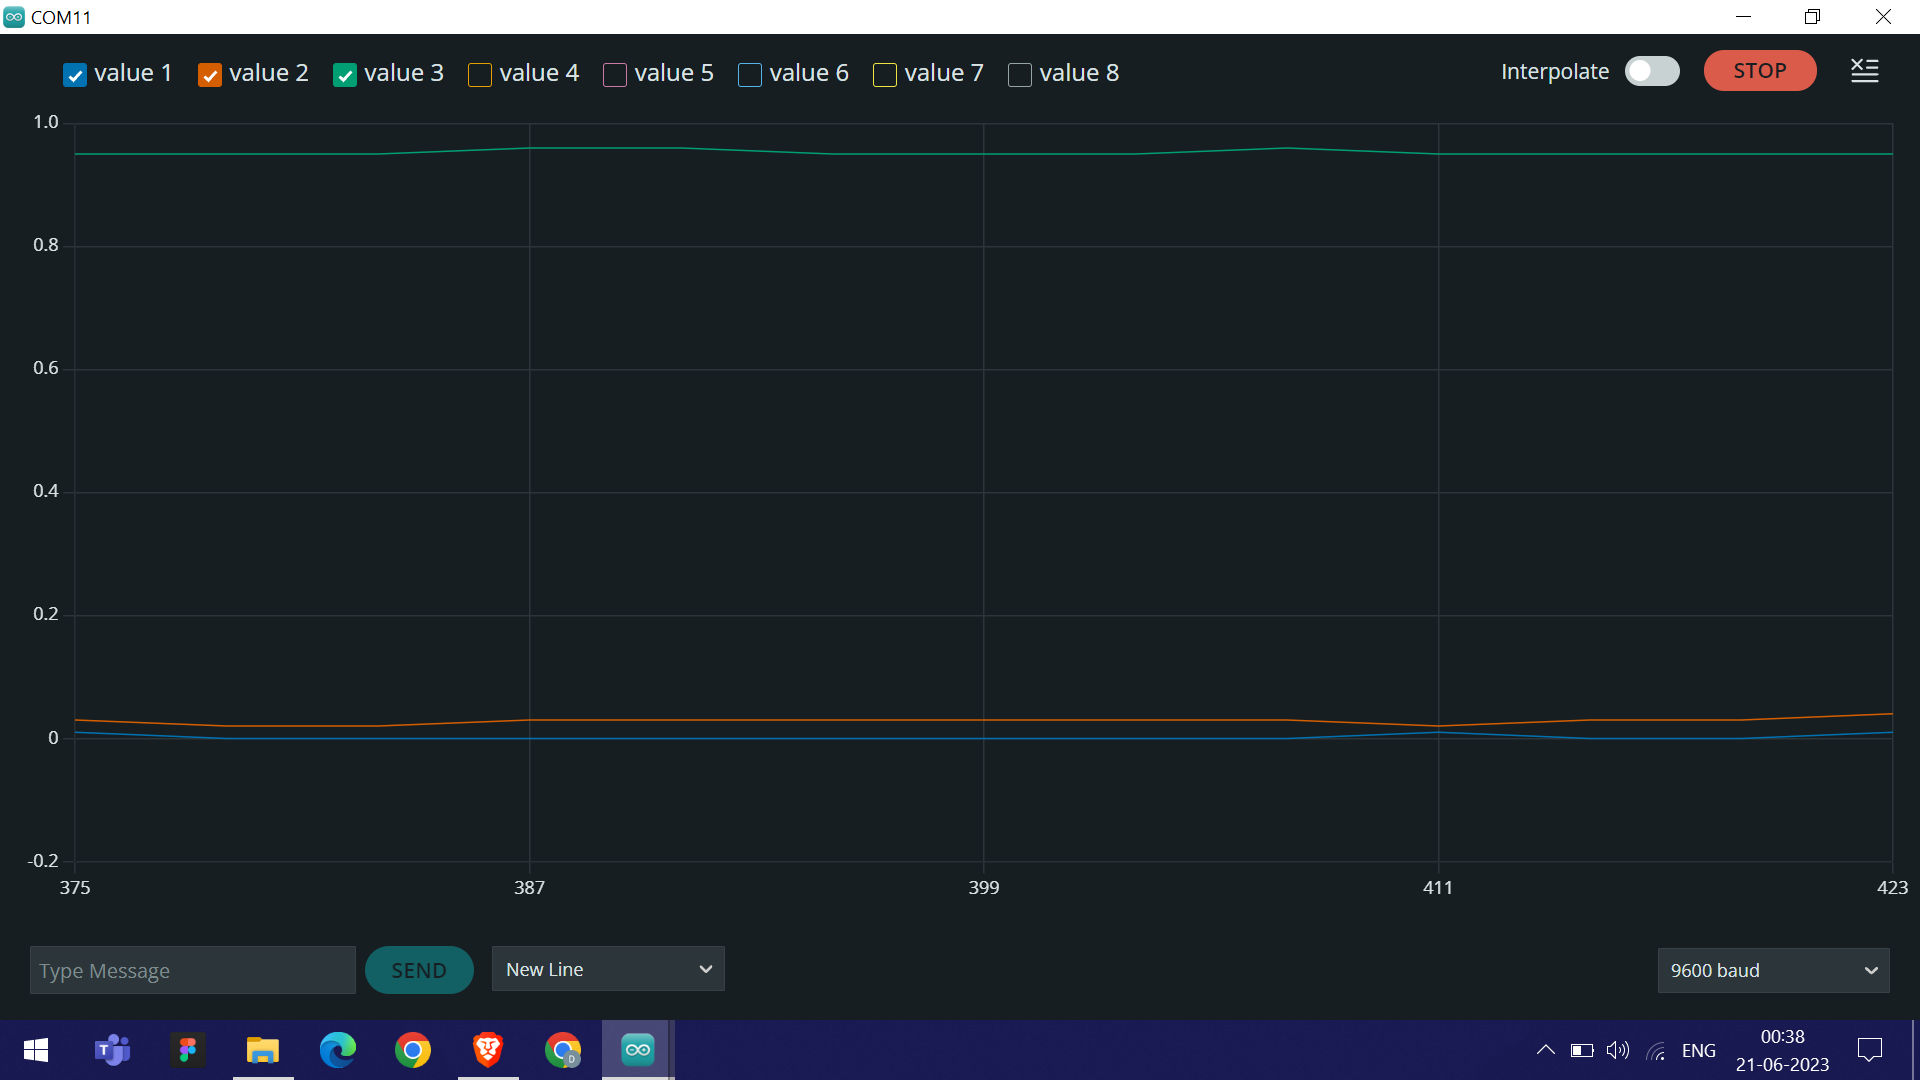 COM11
value 1 value 2 value 3 value 4 value 5 value 6 value 7 value 8 Interpolate STOP
1.0
0.8
0.6
0.4
0.2
0
-0.2
375 387 399 411 423
Type Message SEND New Line 9600 baud
T D ENG 00:38
21-06-2023